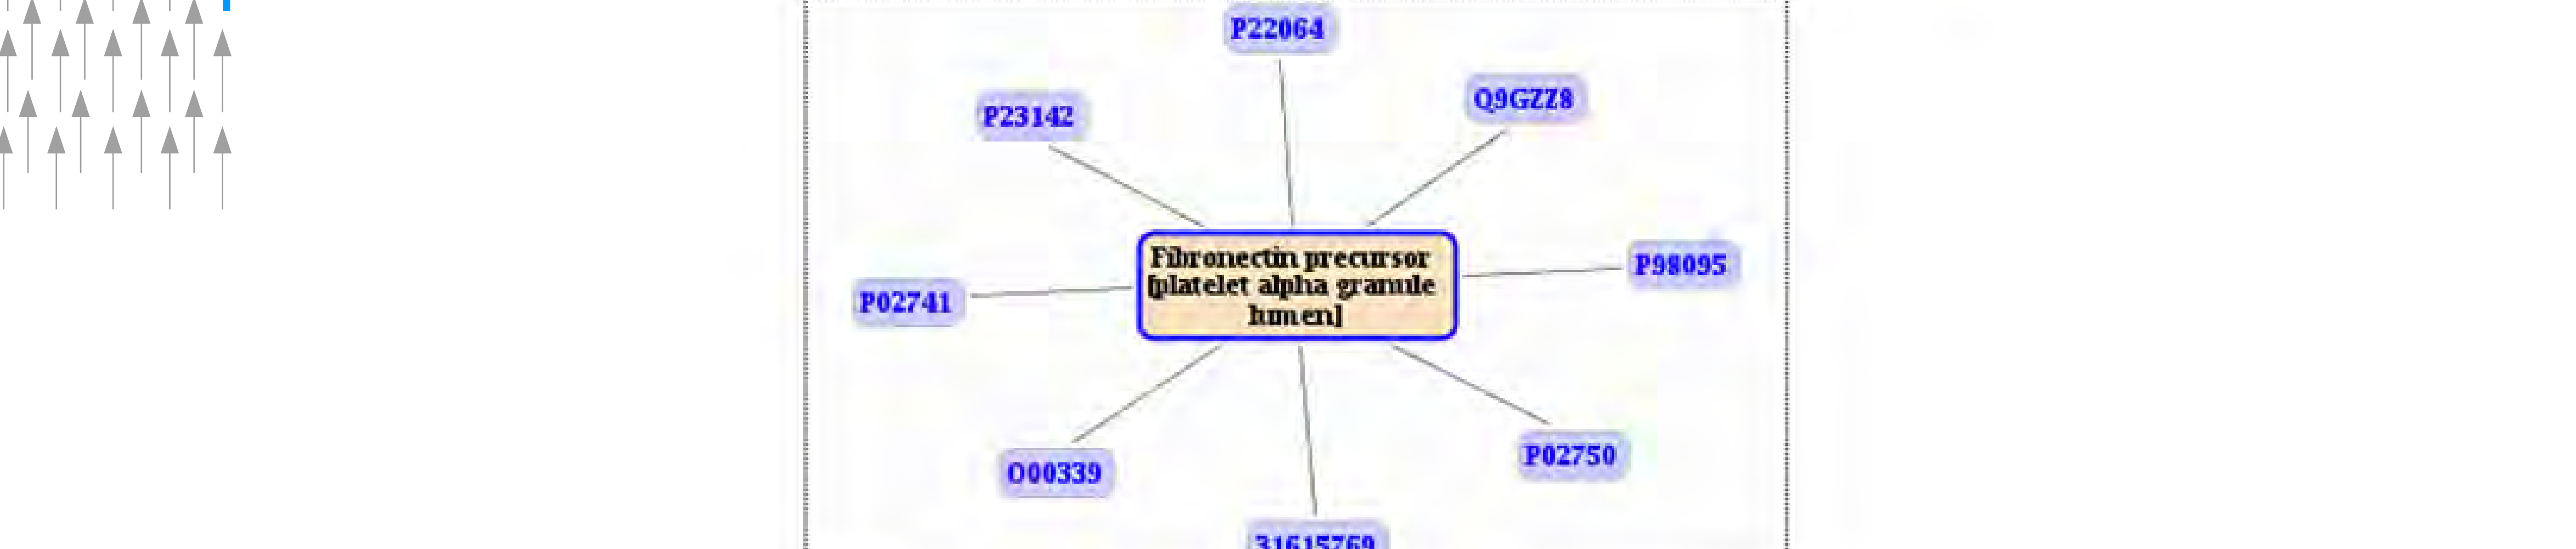 P22064
Q9GZZ8
P23142
Fibronectin precursor
[platelet alpha granule
lumen]
P98095
P02741
P02750
O00339
31615769